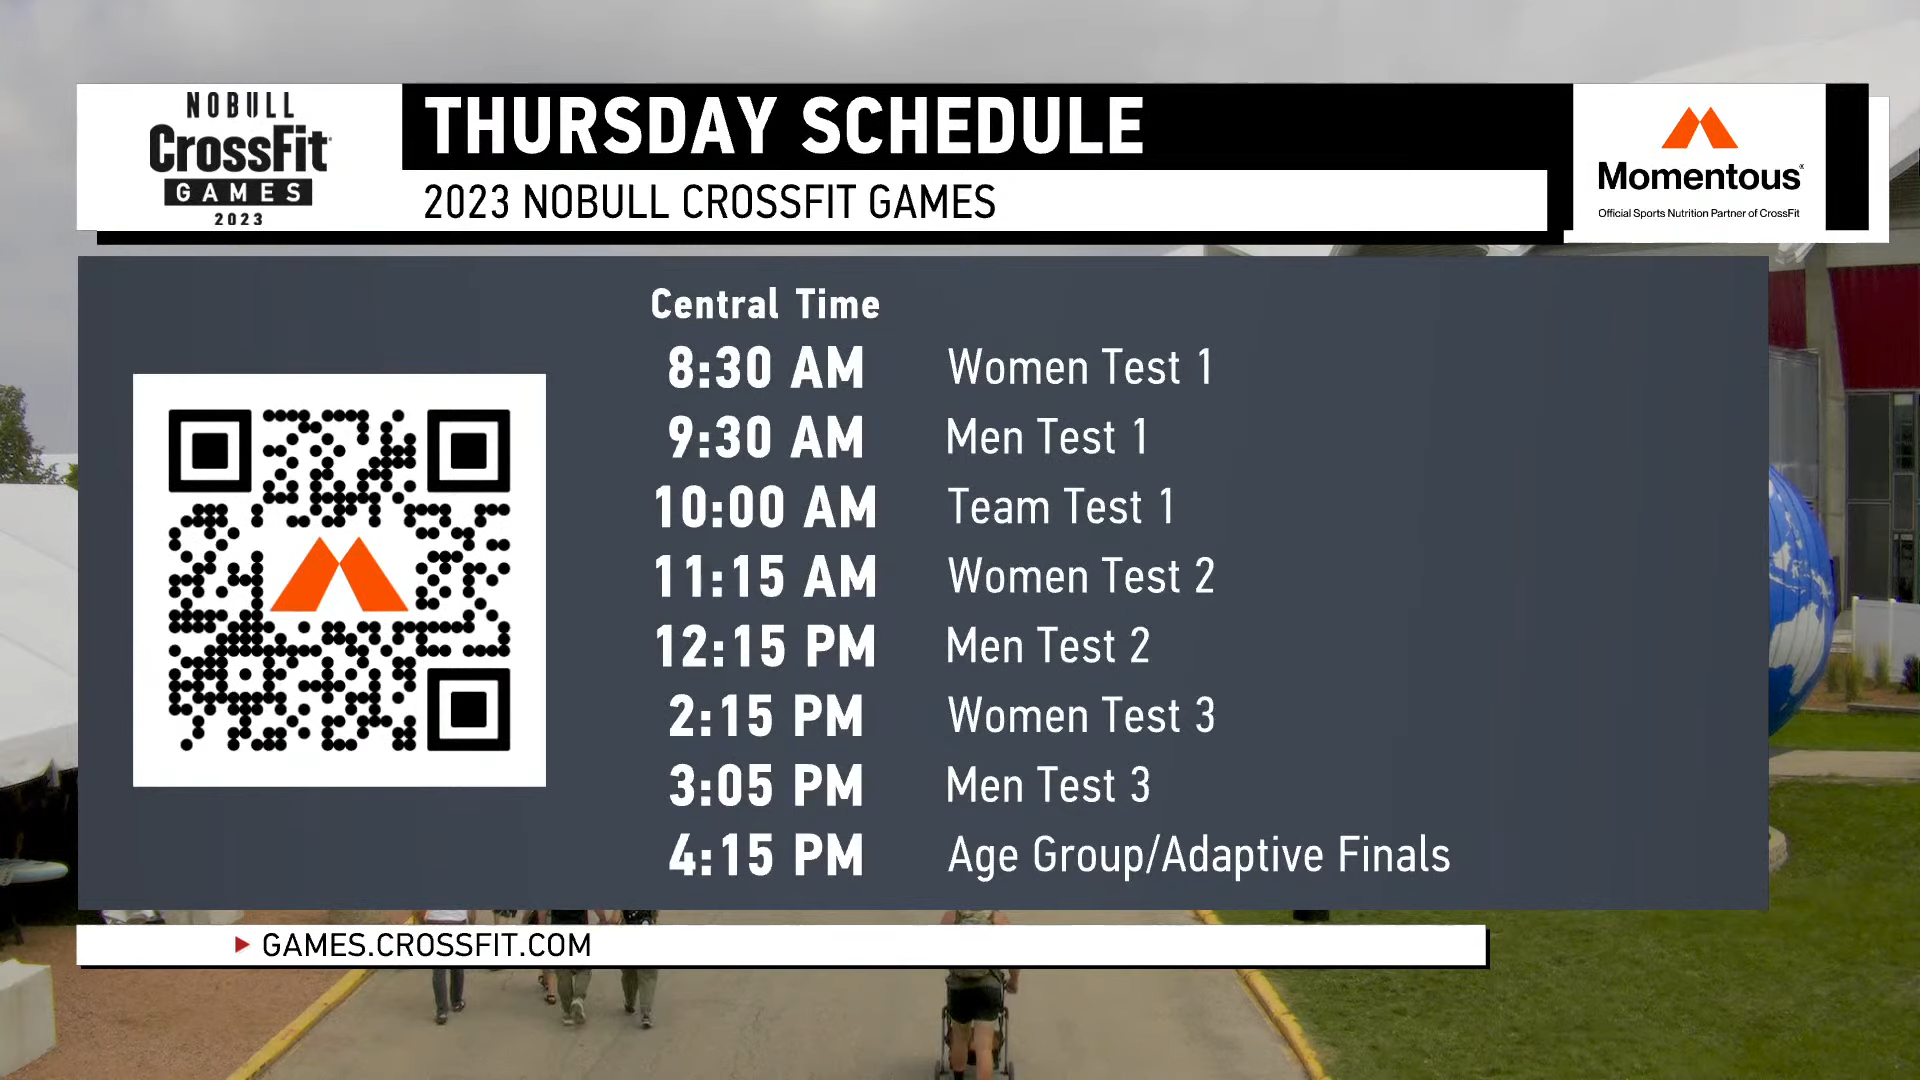 NOBULL
CrossFit
GAMES
2023
THURSDAY SCHEDULE
2023 NOBULL CROSSFIT GAMES
Momentous
Official Sports Nutrition Partner of CrossFit
Central Time
8:30 AM Women Test 1
9:30 AM Men Test 1
10:00 AM Team Test 1
11:15 AM Women Test 2
12:15 PM Men Test 2
2:15 PM Women Test 3
3:05 PM Men Test 3
4:15 PM Age Group/Adaptive Finals
GAMES.CROSSFIT.COM